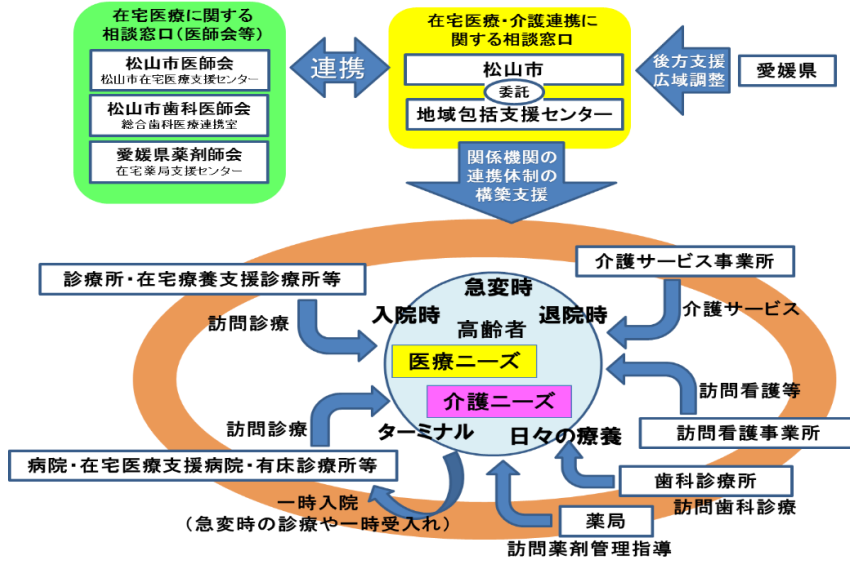 在宅医療に関する
相談窓口(医師会等)
松山市医師会
松山市在宅医療支援センター
松山市歯科医師会
総合歯科医療連携室
愛媛県薬剤師会
在宅薬局支援センター
連携
在宅医療・介護連携に
関する相談窓口
松山市
委託
地域包括支援センター
後方支援
広域調整
愛媛県
関係機関の
連携体制の
構築支援
診療所・在宅療養支援診療所等
訪問診療
介護サービス事業所
介護サービス
急変時
入院時
退院時
高齢者
医療ニーズ
介護ニーズ
ターミナル
日々の療養
訪問診療
病院・在宅医療支援病院・有床診療所等
一時入院
(急変時の診療や一時受入れ)
訪問看護等
訪問看護事業所
歯科診療所
訪問歯科診療
薬局
訪問薬剤管理指導